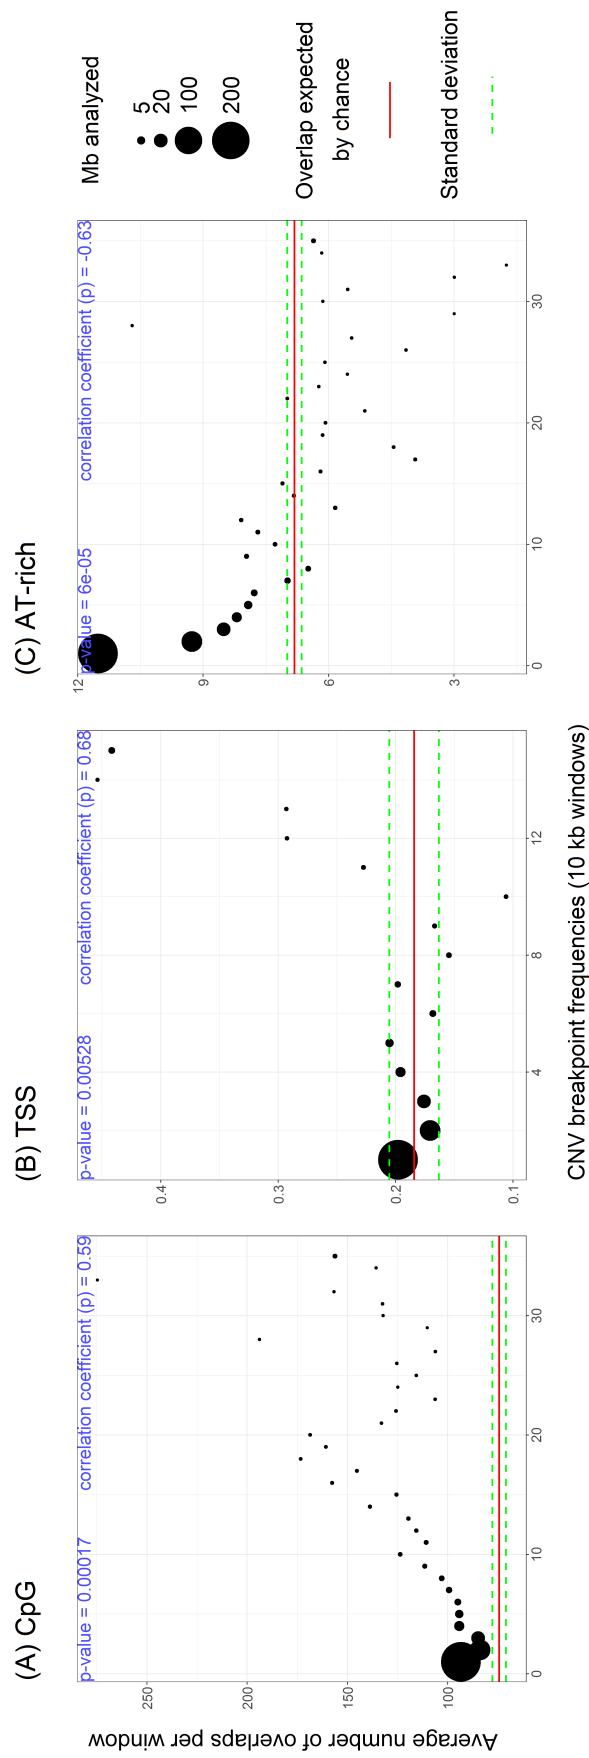 (A) CpG
p-value = 0.00017
correlation coefficient (p) = 0.59
250
200
150
100
0
10
20
30
Average number of overlaps per window
(B) TSS
p-value = 0.00528
correlation coefficient (p) = 0.68
0.4
0.3
0.2
0.1
4
8
12
CNV breakpoint frequencies (10 kb windows)
(C) AT-rich
p-value = 6e-05
correlation coefficient (p) = -0.63
12
9
6
3
0
10
20
30
Mb analyzed
5
20
100
200
Overlap expected
by chance
Standard deviation